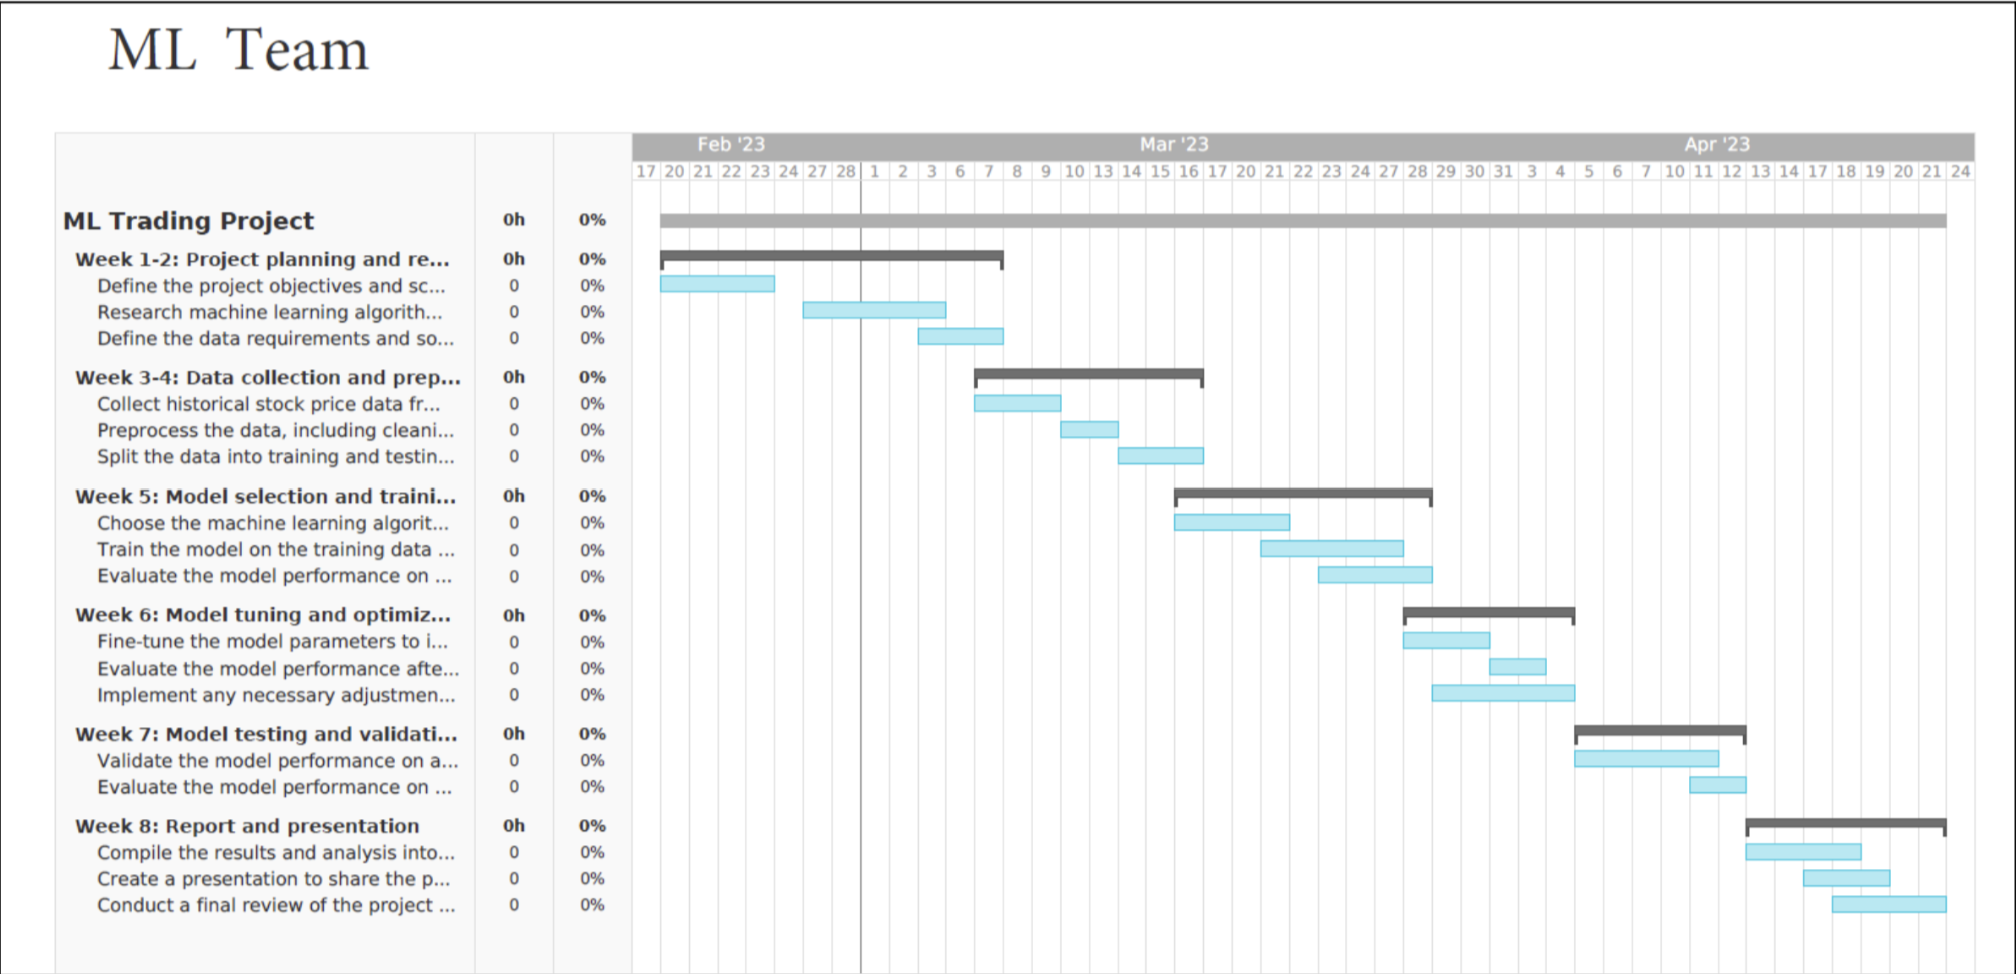 ML Team
Feb '23 Mar '23 Apr '23
17 20 21 22 23 24 27 28 1 2 3 6 7 8 9 10 13 14 15 16 17 20 21 22 23 24 27 28 29 30 31 3 4 5 6 7 10 11 12 13 14 17 18 19 20 21 24
ML Trading Project 0h 0%
Week 1-2: Project planning and re... 0h 0%
Define the project objectives and sc... 0 0%
Research machine learning algorith... 0 0%
Define the data requirements and so... 0 0%
Week 3-4: Data collection and prep... 0h 0%
Collect historical stock price data fr... 0 0%
Preprocess the data, including cleani... 0 0%
Split the data into training and testin... 0 0%
Week 5: Model selection and traini... 0h 0%
Choose the machine learning algorit... 0 0%
Train the model on the training data ... 0 0%
Evaluate the model performance on ... 0 0%
Week 6: Model tuning and optimiz... 0h 0%
Fine-tune the model parameters to i... 0 0%
Evaluate the model performance afte... 0 0%
Implement any necessary adjustmen... 0 0%
Week 7: Model testing and validati... 0h 0%
Validate the model performance on a... 0 0%
Evaluate the model performance on ... 0 0%
Week 8: Report and presentation 0h 0%
Compile the results and analysis into... 0 0%
Create a presentation to share the p... 0 0%
Conduct a final review of the project ... 0 0%